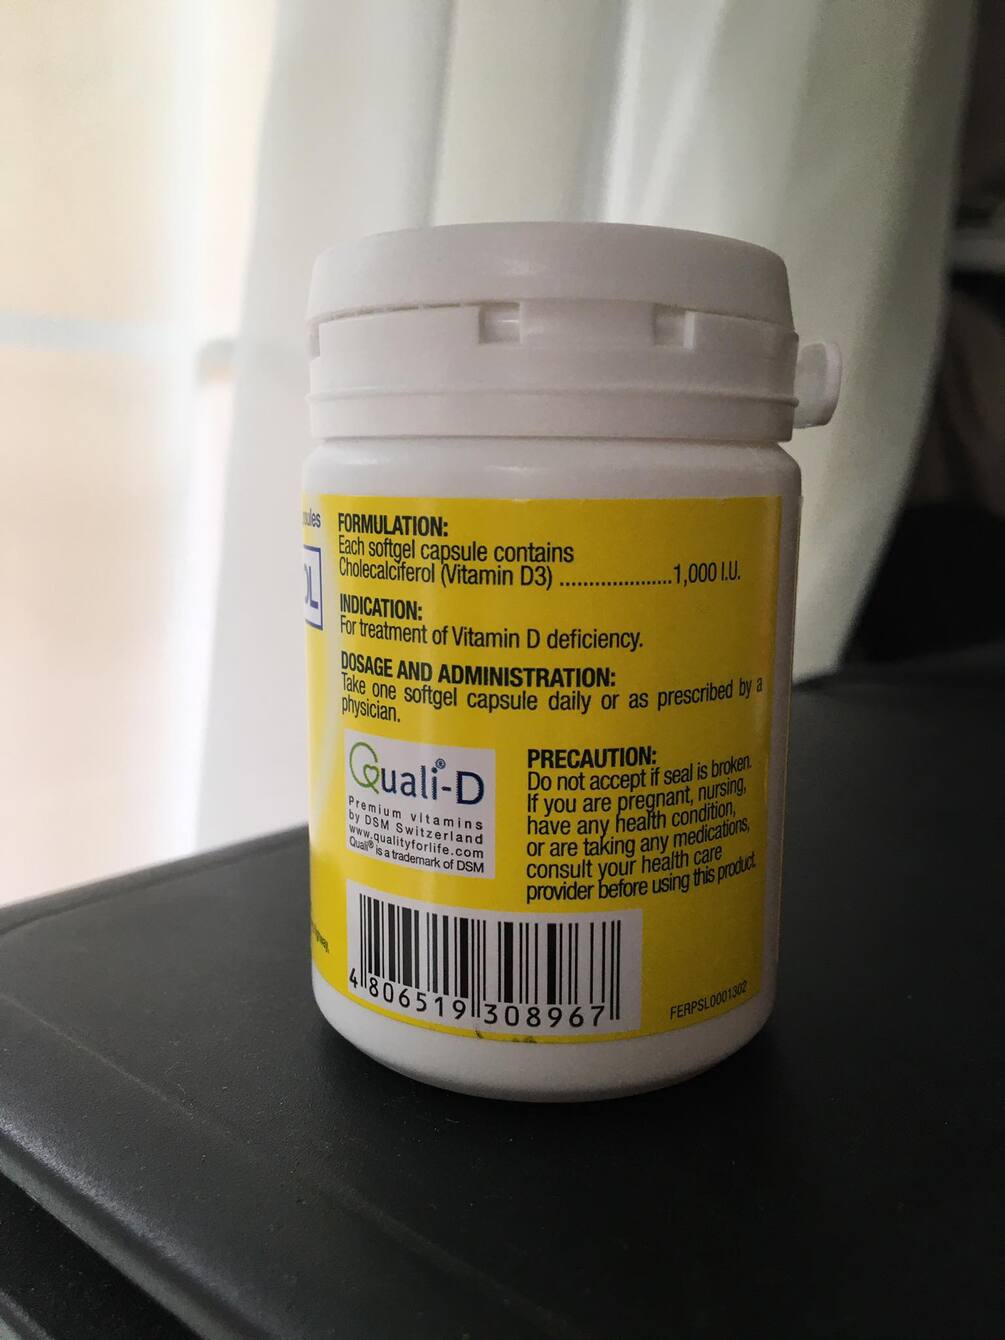 FORMULATION:
Each softgel capsule contains
Cholecalciferol (Vitamin D3) ....................1,000 I.U.
INDICATION:
For treatment of Vitamin D deficiency.
DOSAGE AND ADMINISTRATION:
Take one softgel capsule daily or as prescribed by a
physician.
Quali®-D
Premium vitamins
by DSM Switzerland
www.qualityforlife.com
Quali® is a trademark of DSM
PRECAUTION:
Do not accept if seal is broken.
If you are pregnant, nursing,
have any health condition,
or are taking any medications,
consult your health care
provider before using this product.
4 806519 308967
FERPSL0001302